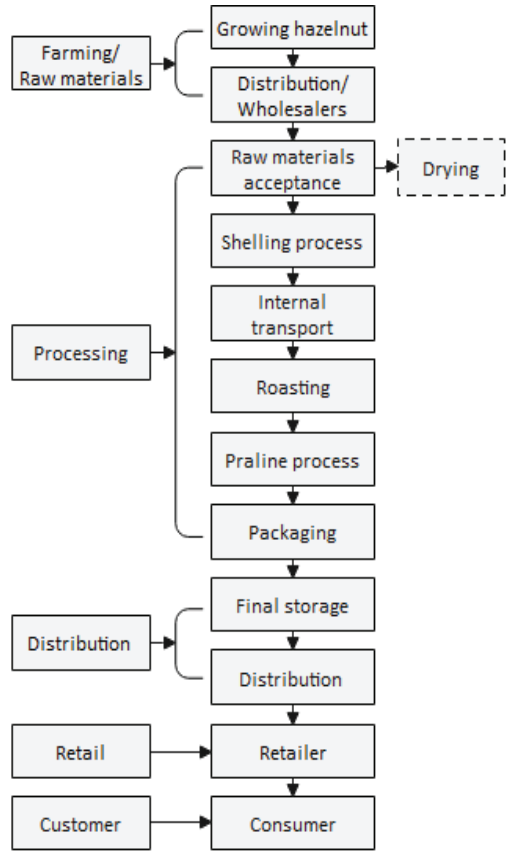 Growing hazelnut
Farming/
Raw materials
Distribution/
Wholesalers
Raw materials
acceptance
Drying
Shelling process
Internal
transport
Processing
Roasting
Praline process
Packaging
Final storage
Distribution
Distribution
Retail
Retailer
Customer
Consumer